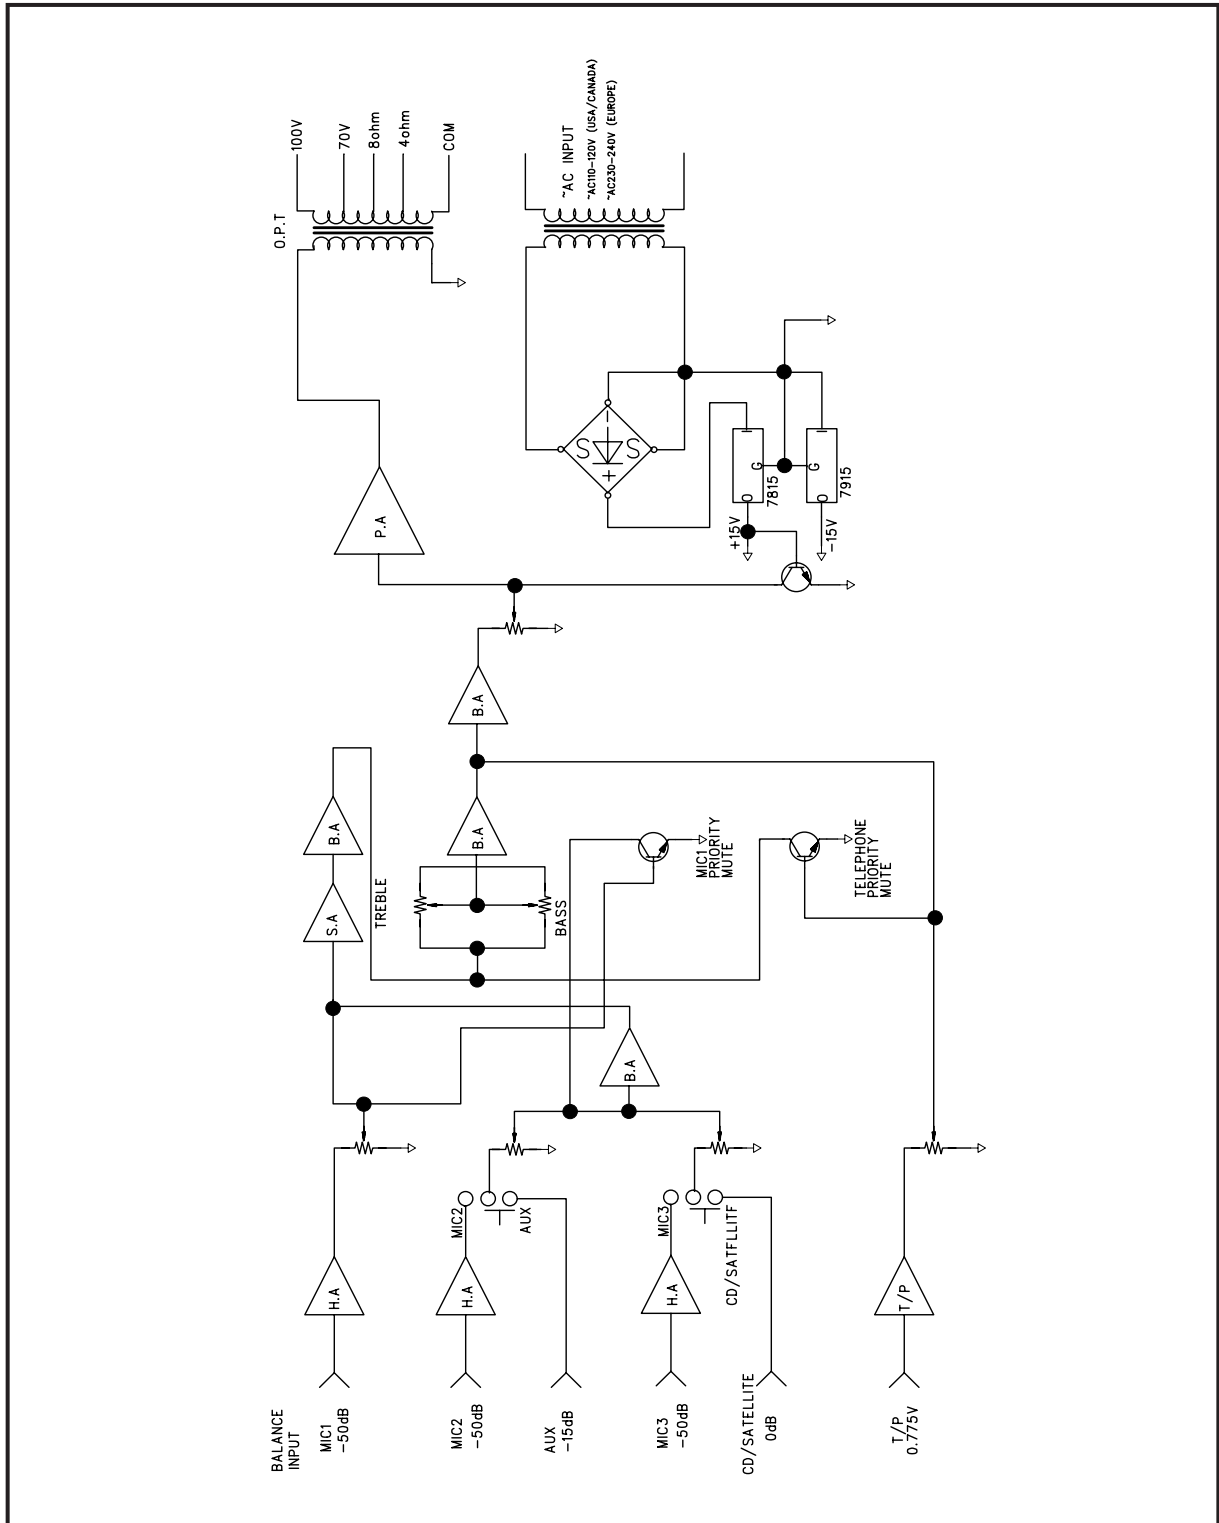 BALANCE
INPUT
MIC1
-50dB
MIC2
-50dB
AUX
-15dB
MIC3
-50dB
CD/SATELLITE
0dB
T/P
0.775V
H.A
H.A
H.A
T/P
MIC2
AUX
MIC3
CD/SATFLLITF
B.A
S.A
B.A
TREBLE
BASS
B.A
MIC1
PRIORITY
MUTE
TELEPHONE
PRIORITY
MUTE
B.A
P.A
+15V
-15V
O
G
I
7815
O
G
I
7915
S
S
+
-
O.P.T
100V
70V
8ohm
4ohm
COM
~AC INPUT
~AC110-120V (USA/CANADA)
~AC230-240V (EUROPE)